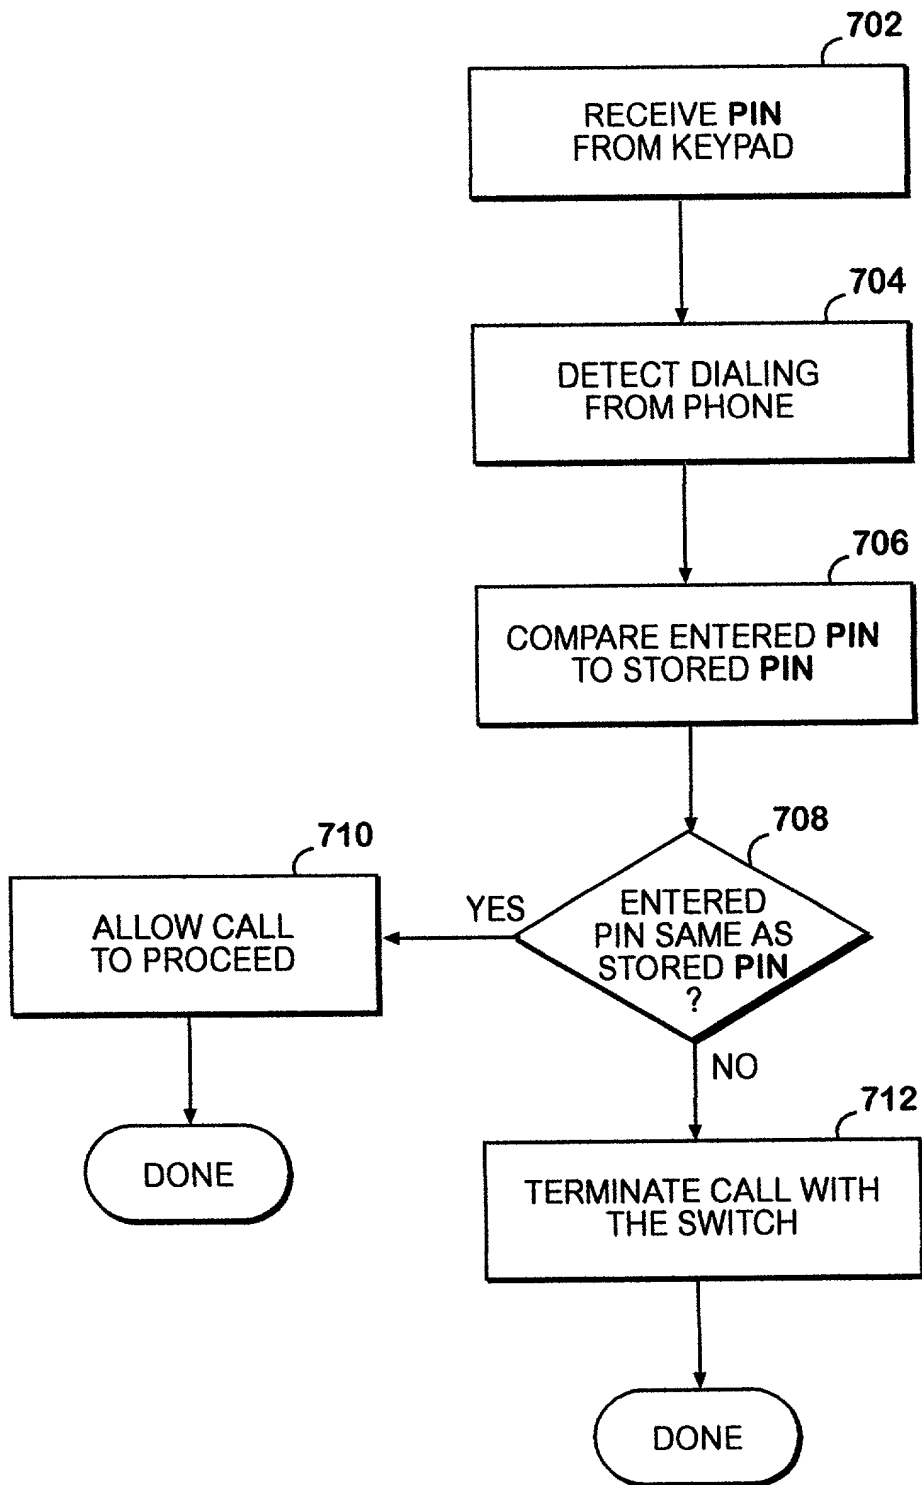 702
RECEIVE PIN
FROM KEYPAD
704
DETECT DIALING
FROM PHONE
706
COMPARE ENTERED PIN
TO STORED PIN
708
ENTERED
PIN SAME AS
STORED PIN
?
YES
710
ALLOW CALL
TO PROCEED
DONE
NO
712
TERMINATE CALL WITH
THE SWITCH
DONE